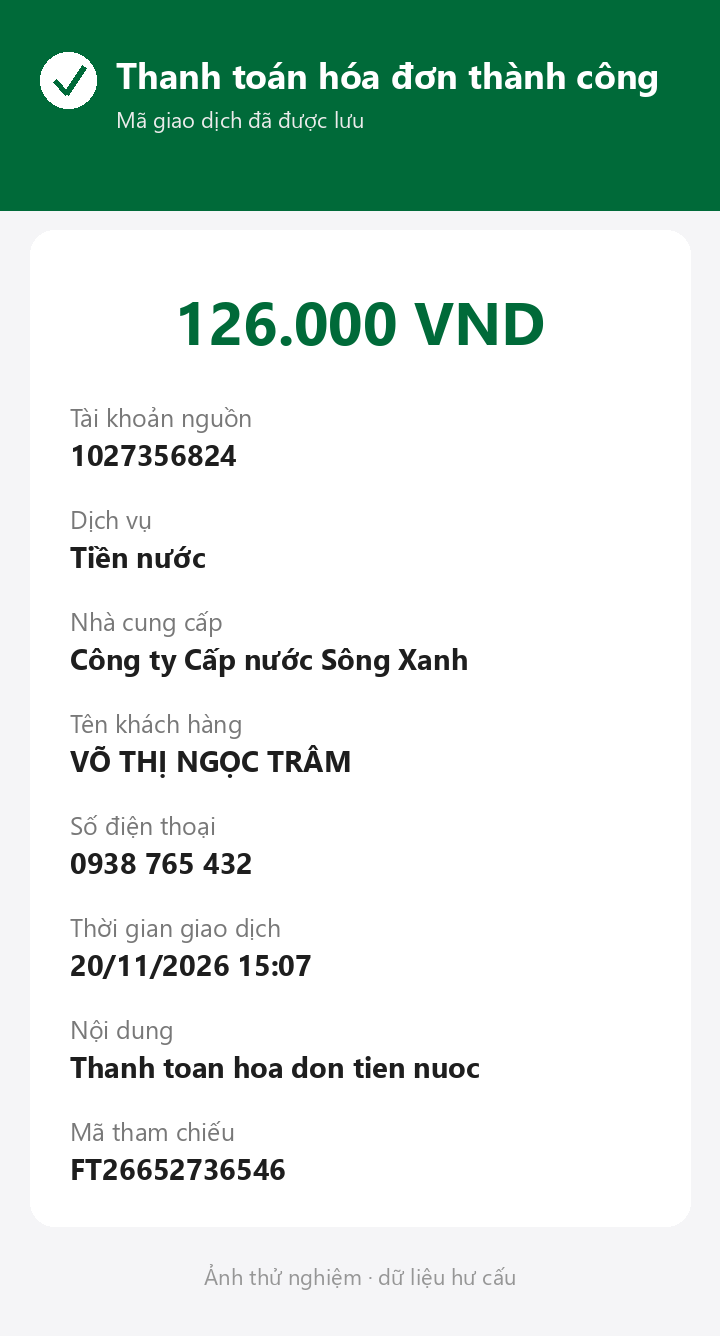 Thanh toán hóa đơn thành công
Mã giao dịch đã được lưu
126.000 VND
Tài khoản nguồn
1027356824
Dịch vụ
Tiền nước
Nhà cung cấp
Công ty Cấp nước Sông Xanh
Tên khách hàng
VÕ THỊ NGỌC TRÂM
Số điện thoại
0938 765 432
Thời gian giao dịch
20/11/2026 15:07
Nội dung
Thanh toan hoa don tien nuoc
Mã tham chiếu
FT26652736546
Ảnh thử nghiệm · dữ liệu hư cấu